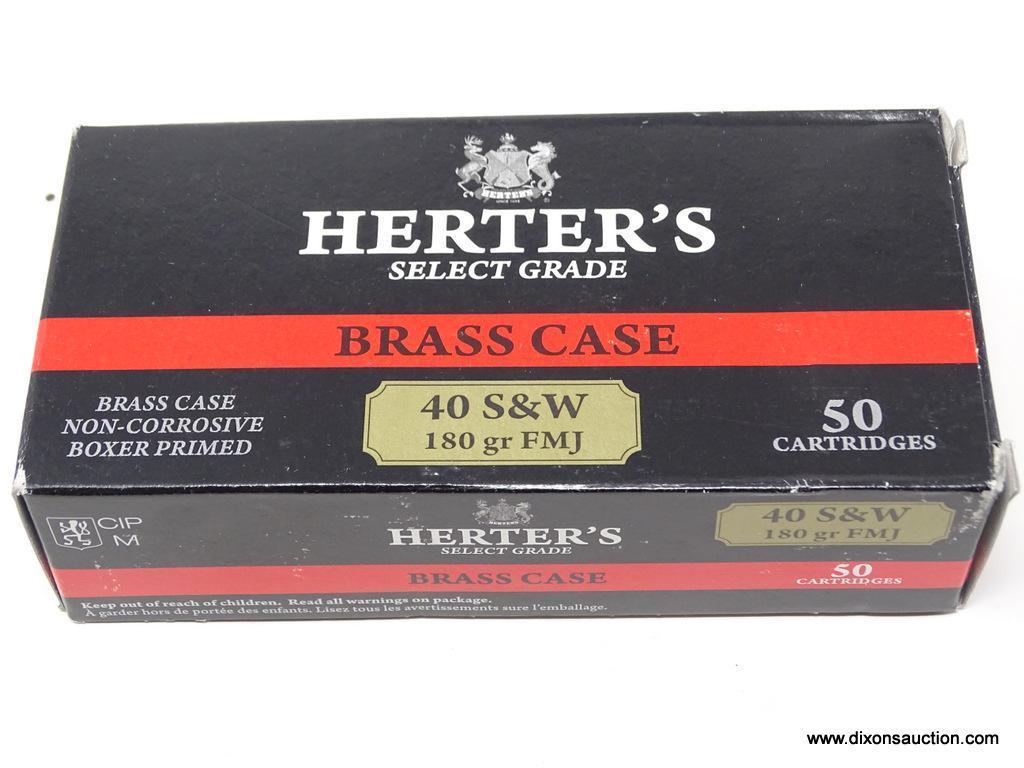 HERTER'S
HERTER'S
SELECT GRADE
BRASS CASE
BRASS CASE
NON-CORROSIVE
BOXER PRIMED
40 S&W
180 gr FMJ
50
CARTRIDGES
CIP
M
HERTER'S
SELECT GRADE
40 S&W
180 gr FMJ
BRASS CASE
50
CARTRIDGES
Keep out of reach of children. Read all warnings on package.
À garder hors de portée des enfants. Lisez tous les avertissements sure l'emballage.
www.dixonsauction.com